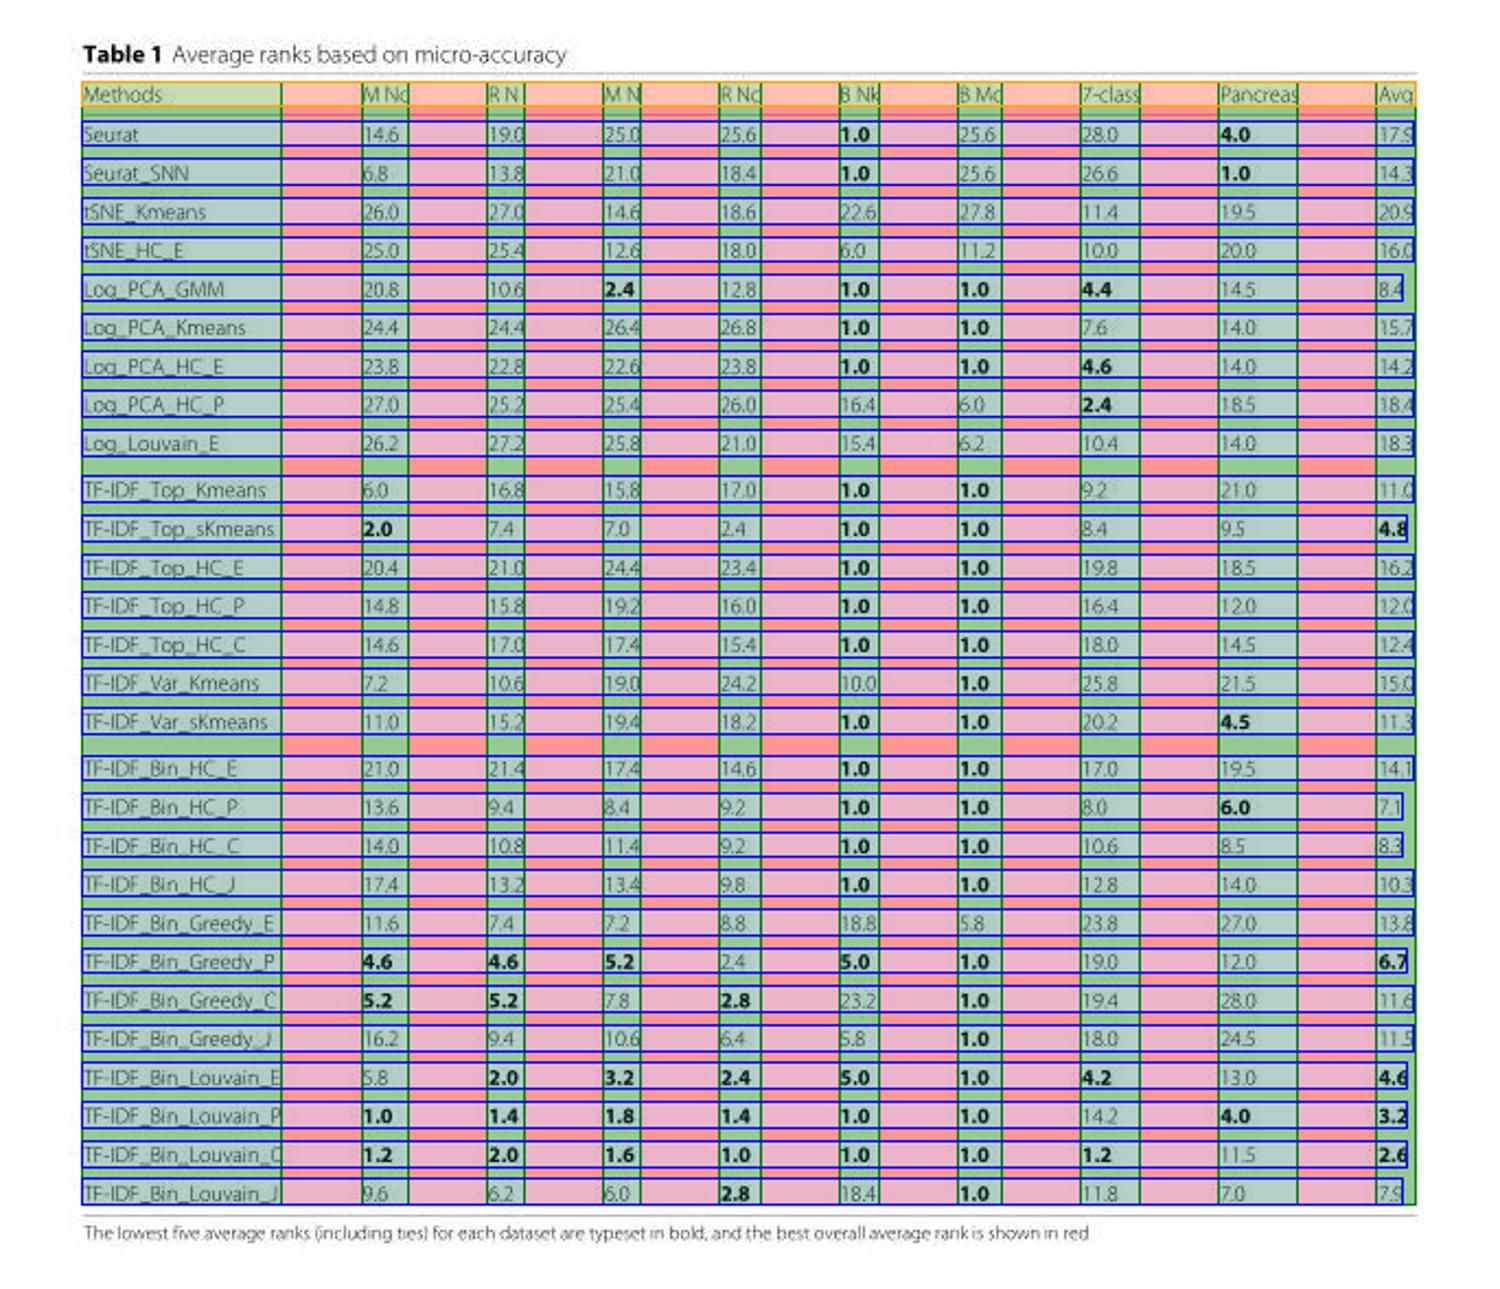 Table 1 Average ranks based on micro-accuracy
Methods M Nc R N M N R Nc B Nk B Mc 7-class Pancreas Avg
Seurat 14.6 19.0 25.0 25.6 1.0 25.6 28.0 4.0 17.9
Seurat_SNN 6.8 13.8 21.0 18.4 1.0 25.6 26.6 1.0 14.3
tSNE_Kmeans 26.0 27.0 14.6 18.6 22.6 27.8 11.4 19.5 20.9
tSNE_HC_E 25.0 25.4 12.6 18.0 6.0 11.2 10.0 20.0 16.0
Log_PCA_GMM 20.8 10.6 2.4 12.8 1.0 1.0 4.4 14.5 8.4
Log_PCA_Kmeans 24.4 24.4 26.4 26.8 1.0 1.0 7.6 14.0 15.7
Log_PCA_HC_E 23.8 22.8 22.6 23.8 1.0 1.0 4.6 14.0 14.2
Log_PCA_HC_P 27.0 25.2 25.4 26.0 16.4 6.0 2.4 18.5 18.4
Log_Louvain_E 26.2 27.2 25.8 21.0 15.4 6.2 10.4 14.0 18.3
TF-IDF_Top_Kmeans 6.0 16.8 15.8 17.0 1.0 1.0 9.2 21.0 11.0
TF-IDF_Top_sKmeans 2.0 7.4 7.0 2.4 1.0 1.0 8.4 9.5 4.8
TF-IDF_Top_HC_E 20.4 21.0 24.4 23.4 1.0 1.0 19.8 18.5 16.2
TF-IDF_Top_HC_P 14.8 15.8 19.2 16.0 1.0 1.0 16.4 12.0 12.0
TF-IDF_Top_HC_C 14.6 17.0 17.4 15.4 1.0 1.0 18.0 14.5 12.4
TF-IDF_Var_Kmeans 7.2 10.6 19.0 24.2 10.0 1.0 25.8 21.5 15.0
TF-IDF_Var_sKmeans 11.0 15.2 19.4 18.2 1.0 1.0 20.2 4.5 11.3
TF-IDF_Bin_HC_E 21.0 21.4 17.4 14.6 1.0 1.0 17.0 19.5 14.1
TF-IDF_Bin_HC_P 13.6 9.4 8.4 9.2 1.0 1.0 8.0 6.0 7.1
TF-IDF_Bin_HC_C 14.0 10.8 11.4 9.2 1.0 1.0 10.6 8.5 8.3
TF-IDF_Bin_HC_J 17.4 13.2 13.4 9.8 1.0 1.0 12.8 14.0 10.3
TF-IDF_Bin_Greedy_E 11.6 7.4 7.2 8.8 18.8 5.8 23.8 27.0 13.8
TF-IDF_Bin_Greedy_P 4.6 4.6 5.2 2.4 5.0 1.0 19.0 12.0 6.7
TF-IDF_Bin_Greedy_C 5.2 5.2 7.8 2.8 23.2 1.0 19.4 28.0 11.6
TF-IDF_Bin_Greedy_J 16.2 9.4 10.6 6.4 5.8 1.0 18.0 24.5 11.5
TF-IDF_Bin_Louvain_E 5.8 2.0 3.2 2.4 5.0 1.0 4.2 13.0 4.6
TF-IDF_Bin_Louvain_P 1.0 1.4 1.8 1.4 1.0 1.0 14.2 4.0 3.2
TF-IDF_Bin_Louvain_C 1.2 2.0 1.6 1.0 1.0 1.0 1.2 11.5 2.6
TF-IDF_Bin_Louvain_J 9.6 6.2 6.0 2.8 18.4 1.0 11.8 7.0 7.9
The lowest five average ranks (including ties) for each dataset are typeset in bold, and the best overall average rank is shown in red